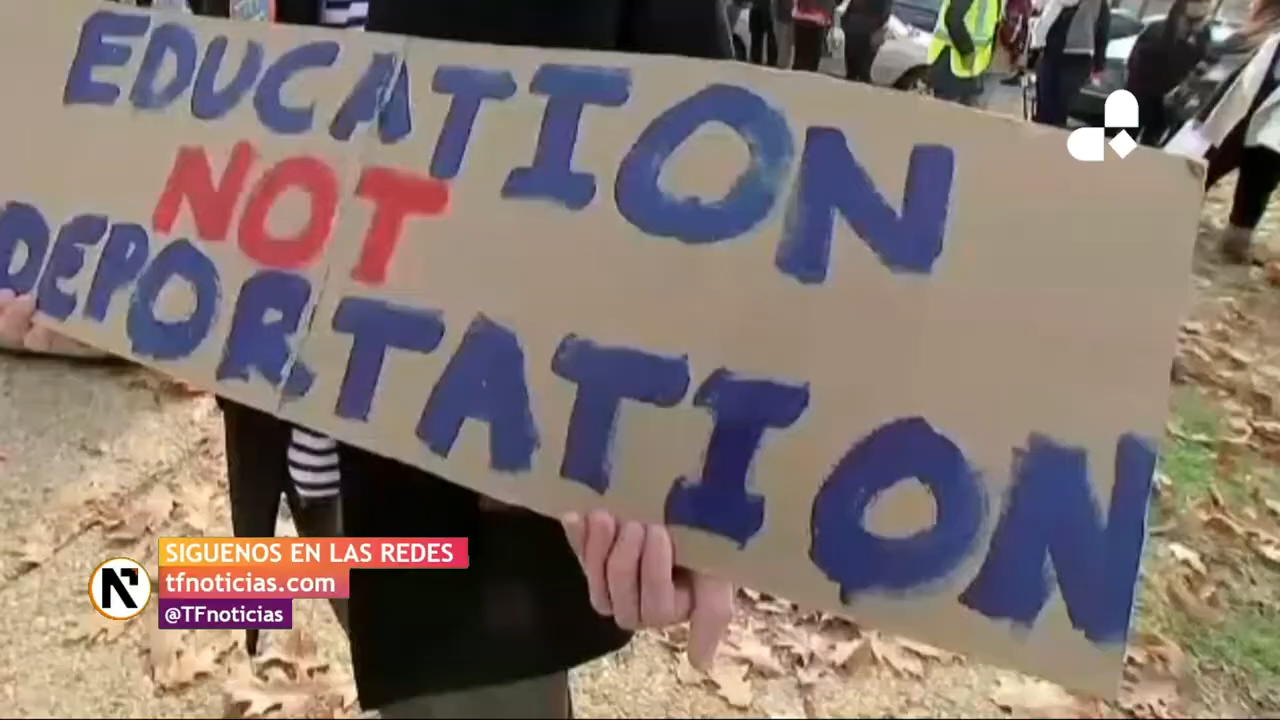 EDUCATION
NOT
DEPORTATION
SIGUENOS EN LAS REDES
tfnoticias.com
@TFnoticias
N